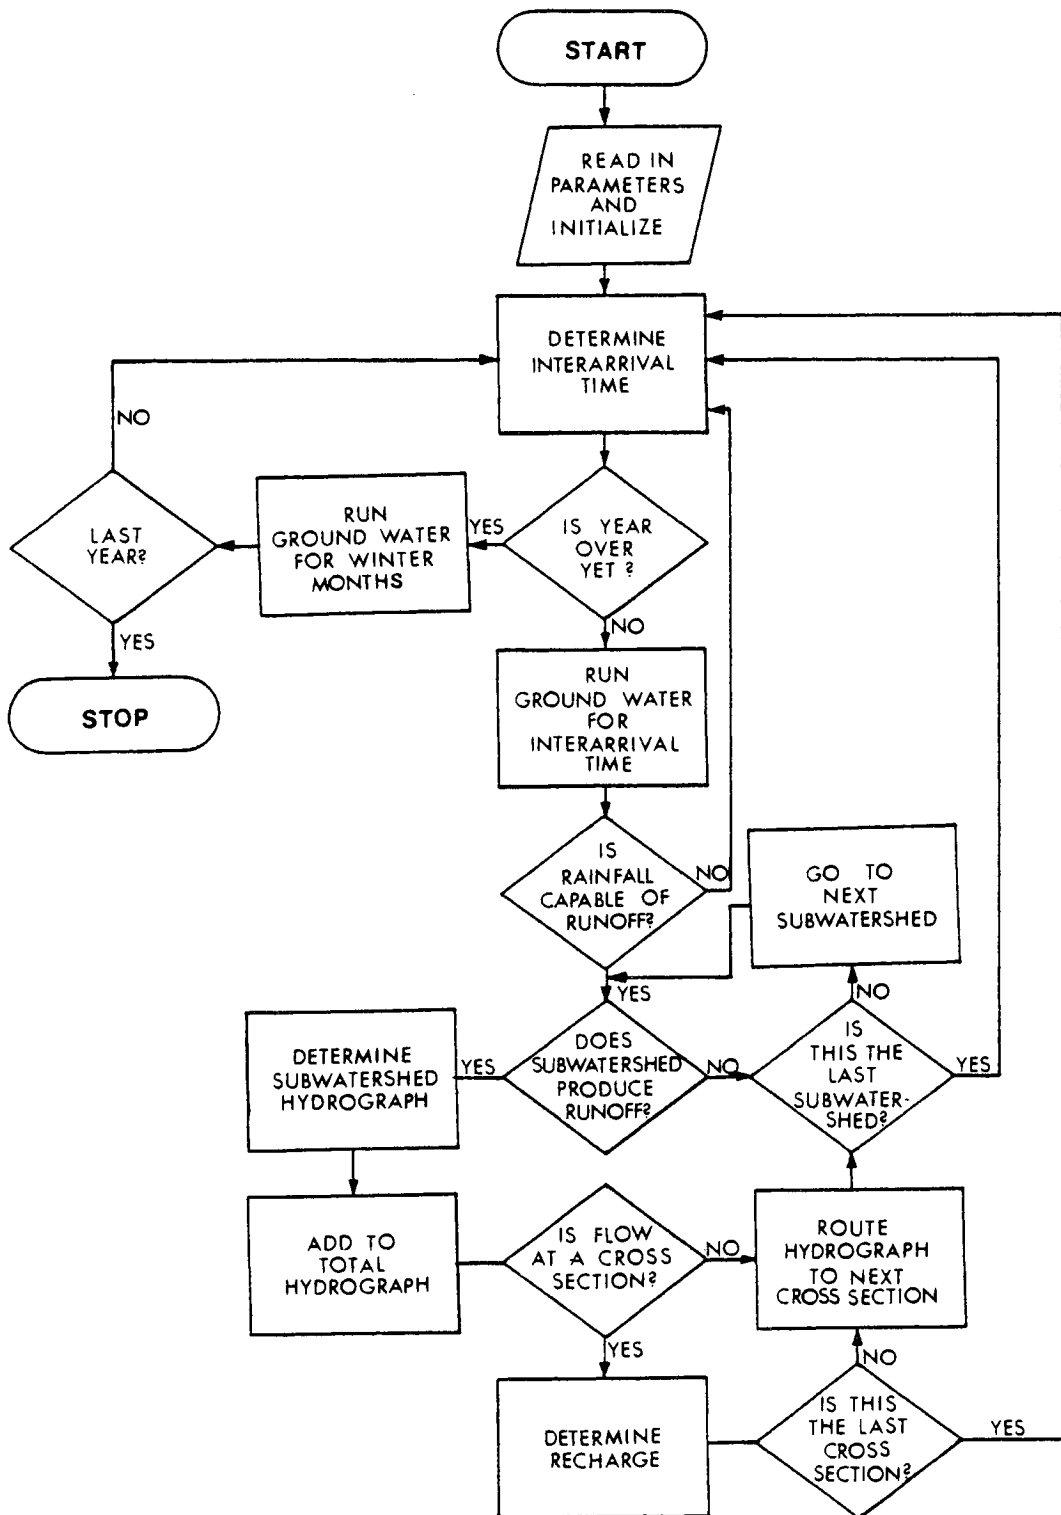 START
READ IN
PARAMETERS
AND
INITIALIZE
DETERMINE
INTERARRIVAL
TIME
NO
LAST
YEAR?
YES
STOP
RUN
GROUND WATER
FOR WINTER
MONTHS
YES
IS YEAR
OVER
YET ?
NO
RUN
GROUND WATER
FOR
INTERARRIVAL
TIME
IS
RAINFALL
CAPABLE OF
RUNOFF?
NO
YES
GO TO
NEXT
SUBWATERSHED
NO
DOES
SUBWATERSHED
PRODUCE
RUNOFF?
YES
NO
IS
THIS THE
LAST
SUBWATER-
SHED?
YES
DETERMINE
SUBWATERSHED
HYDROGRAPH
ADD TO
TOTAL
HYDROGRAPH
IS FLOW
AT A CROSS
SECTION?
NO
YES
ROUTE
HYDROGRAPH
TO NEXT
CROSS SECTION
NO
DETERMINE
RECHARGE
IS THIS
THE LAST
CROSS
SECTION?
YES